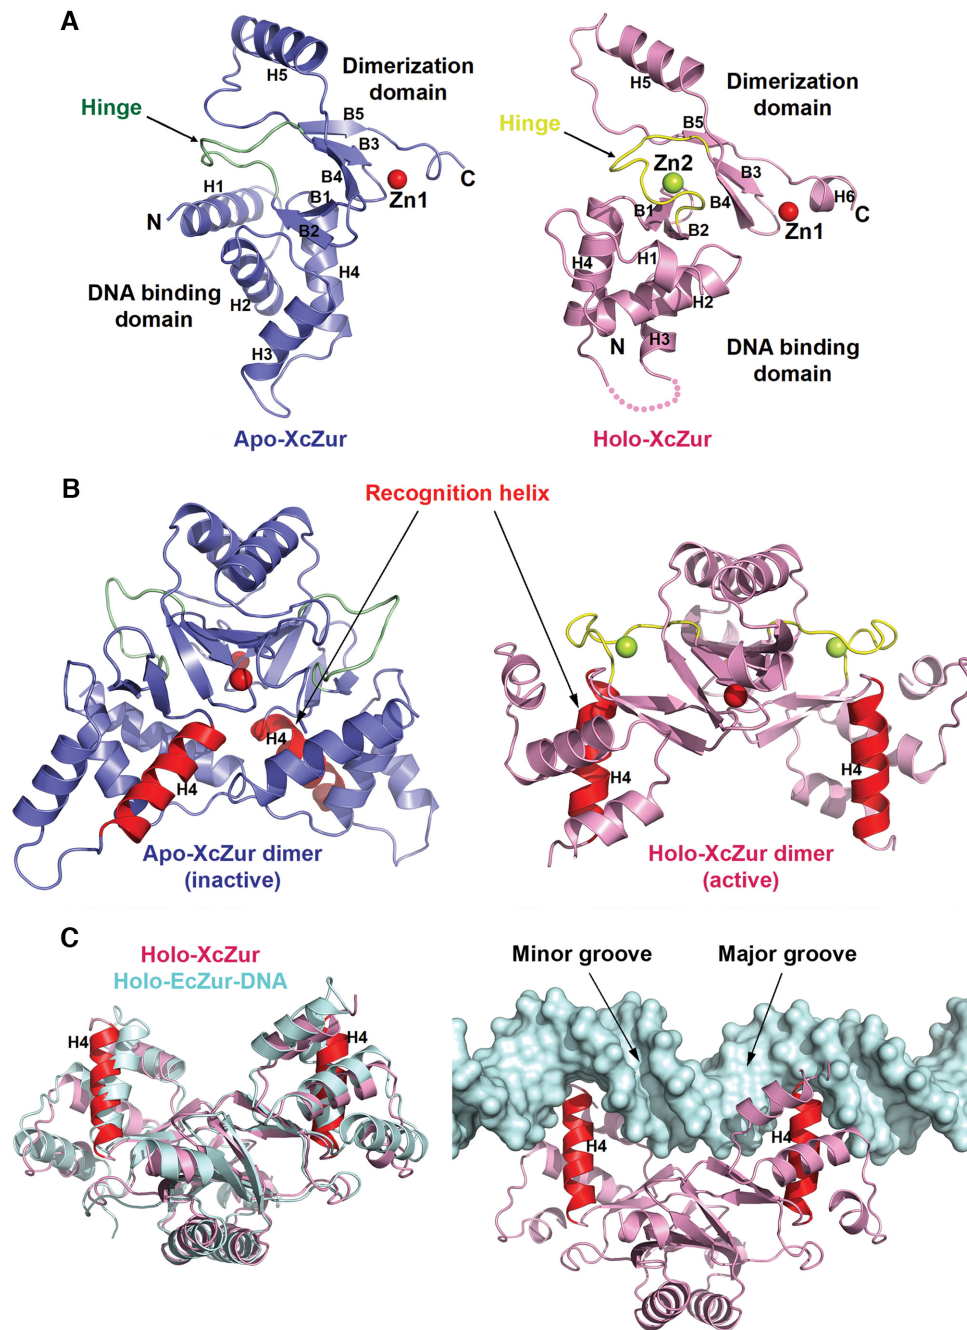 A
H5
Dimerization
domain
Hinge
B5
B3
B4
Zn1
C
H1
N
B1
B2
H4
DNA binding
domain
H2
H3
Apo-XcZur
H5
Dimerization
domain
Hinge
B5
Zn2
B3
B4
H6
C
Zn1
B1
B2
H4
H1
H2
N
H3
DNA binding
domain
Holo-XcZur
B
Recognition helix
H4
H4
Apo-XcZur dimer
(inactive)
H4
H4
Holo-XcZur dimer
(active)
C
Holo-XcZur
Holo-EcZur-DNA
H4
H4
Minor groove
Major groove
H4
H4